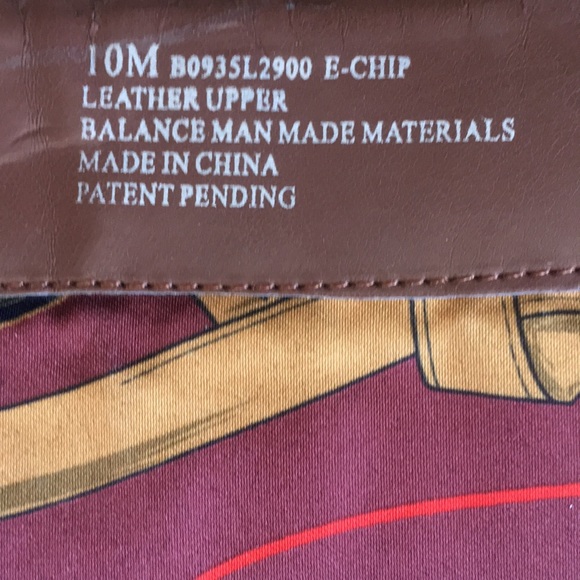 10M B0935L2900 E-CHIP
LEATHER UPPER
BALANCE MAN MADE MATERIALS
MADE IN CHINA
PATENT PENDING